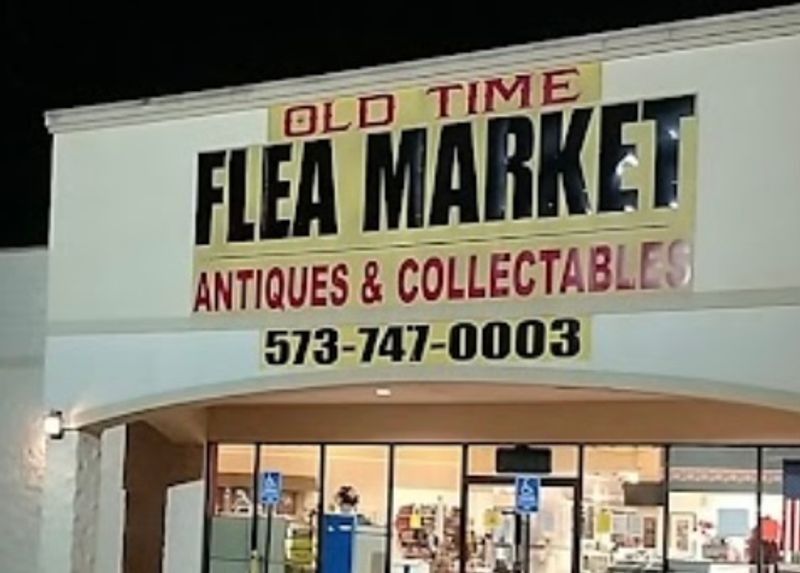 OLD TIME
FLEA MARKET
ANTIQUES & COLLECTABLES
573-747-0003